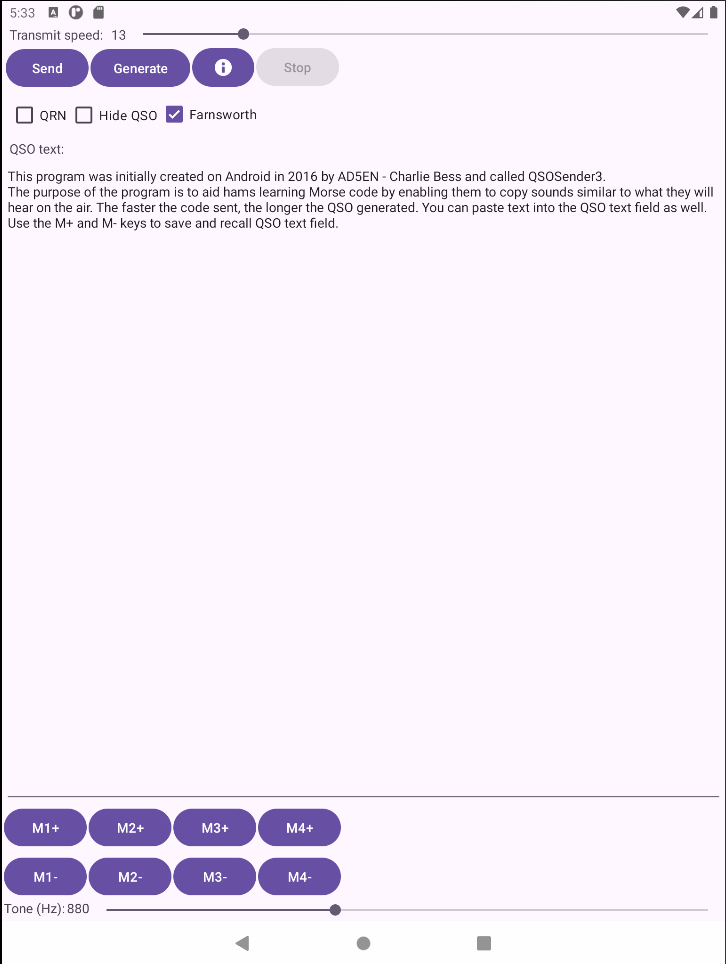 5:33
Transmit speed: 13
Send Generate Stop
QRN Hide QSO Farnsworth
QSO text:
This program was initially created on Android in 2016 by AD5EN - Charlie Bess and called QSOSender3.
The purpose of the program is to aid hams learning Morse code by enabling them to copy sounds similar to what they will
hear on the air. The faster the code sent, the longer the QSO generated. You can paste text into the QSO text field as well.
Use the M+ and M- keys to save and recall QSO text field.
M1+ M2+ M3+ M4+
M1- M2- M3- M4-
Tone (Hz): 880